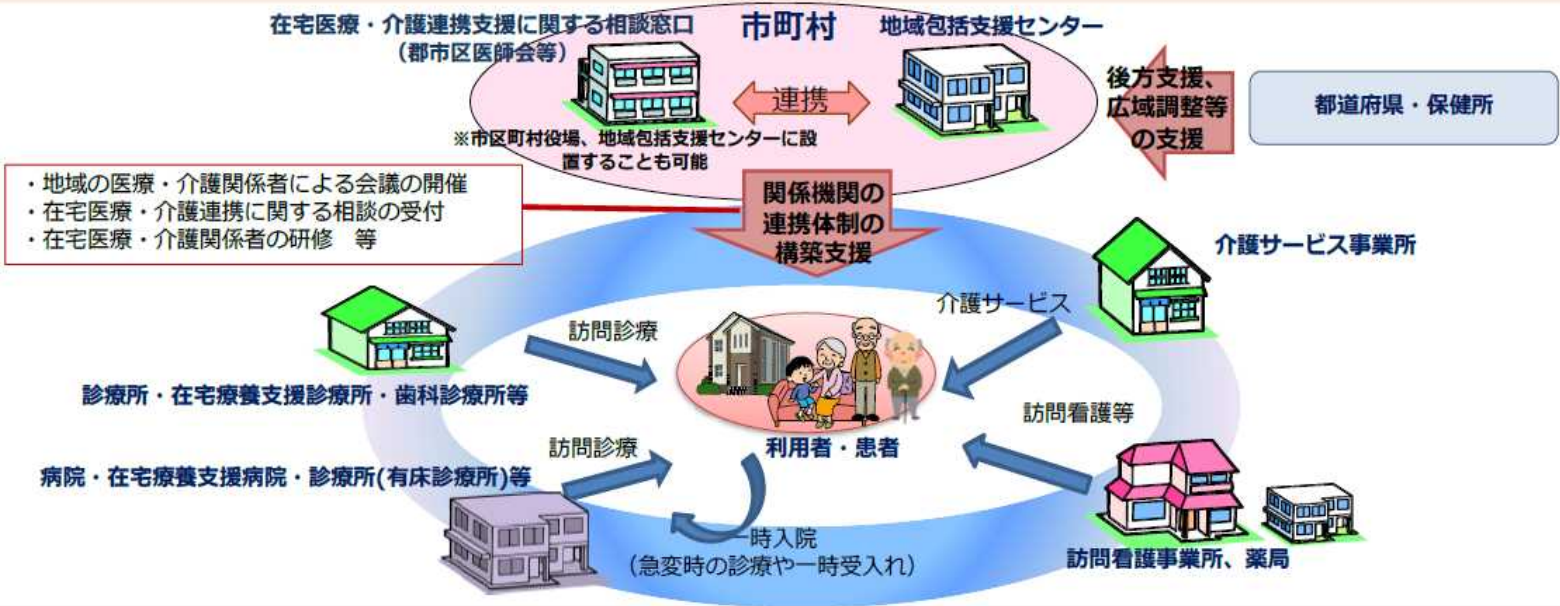 在宅医療・介護連携支援に関する相談窓口
（郡市区医師会等）
市町村
地域包括支援センター
連携
※市区町村役場、地域包括支援センターに設
置することも可能
後方支援、
広域調整等
の支援
都道府県・保健所
・地域の医療・介護関係者による会議の開催
・在宅医療・介護連携に関する相談の受付
・在宅医療・介護関係者の研修　等
関係機関の
連携体制の
構築支援
介護サービス事業所
介護サービス
訪問診療
診療所・在宅療養支援診療所・歯科診療所等
訪問看護等
利用者・患者
訪問診療
病院・在宅療養支援病院・診療所(有床診療所)等
一時入院
（急変時の診療や一時受入れ）
訪問看護事業所、薬局